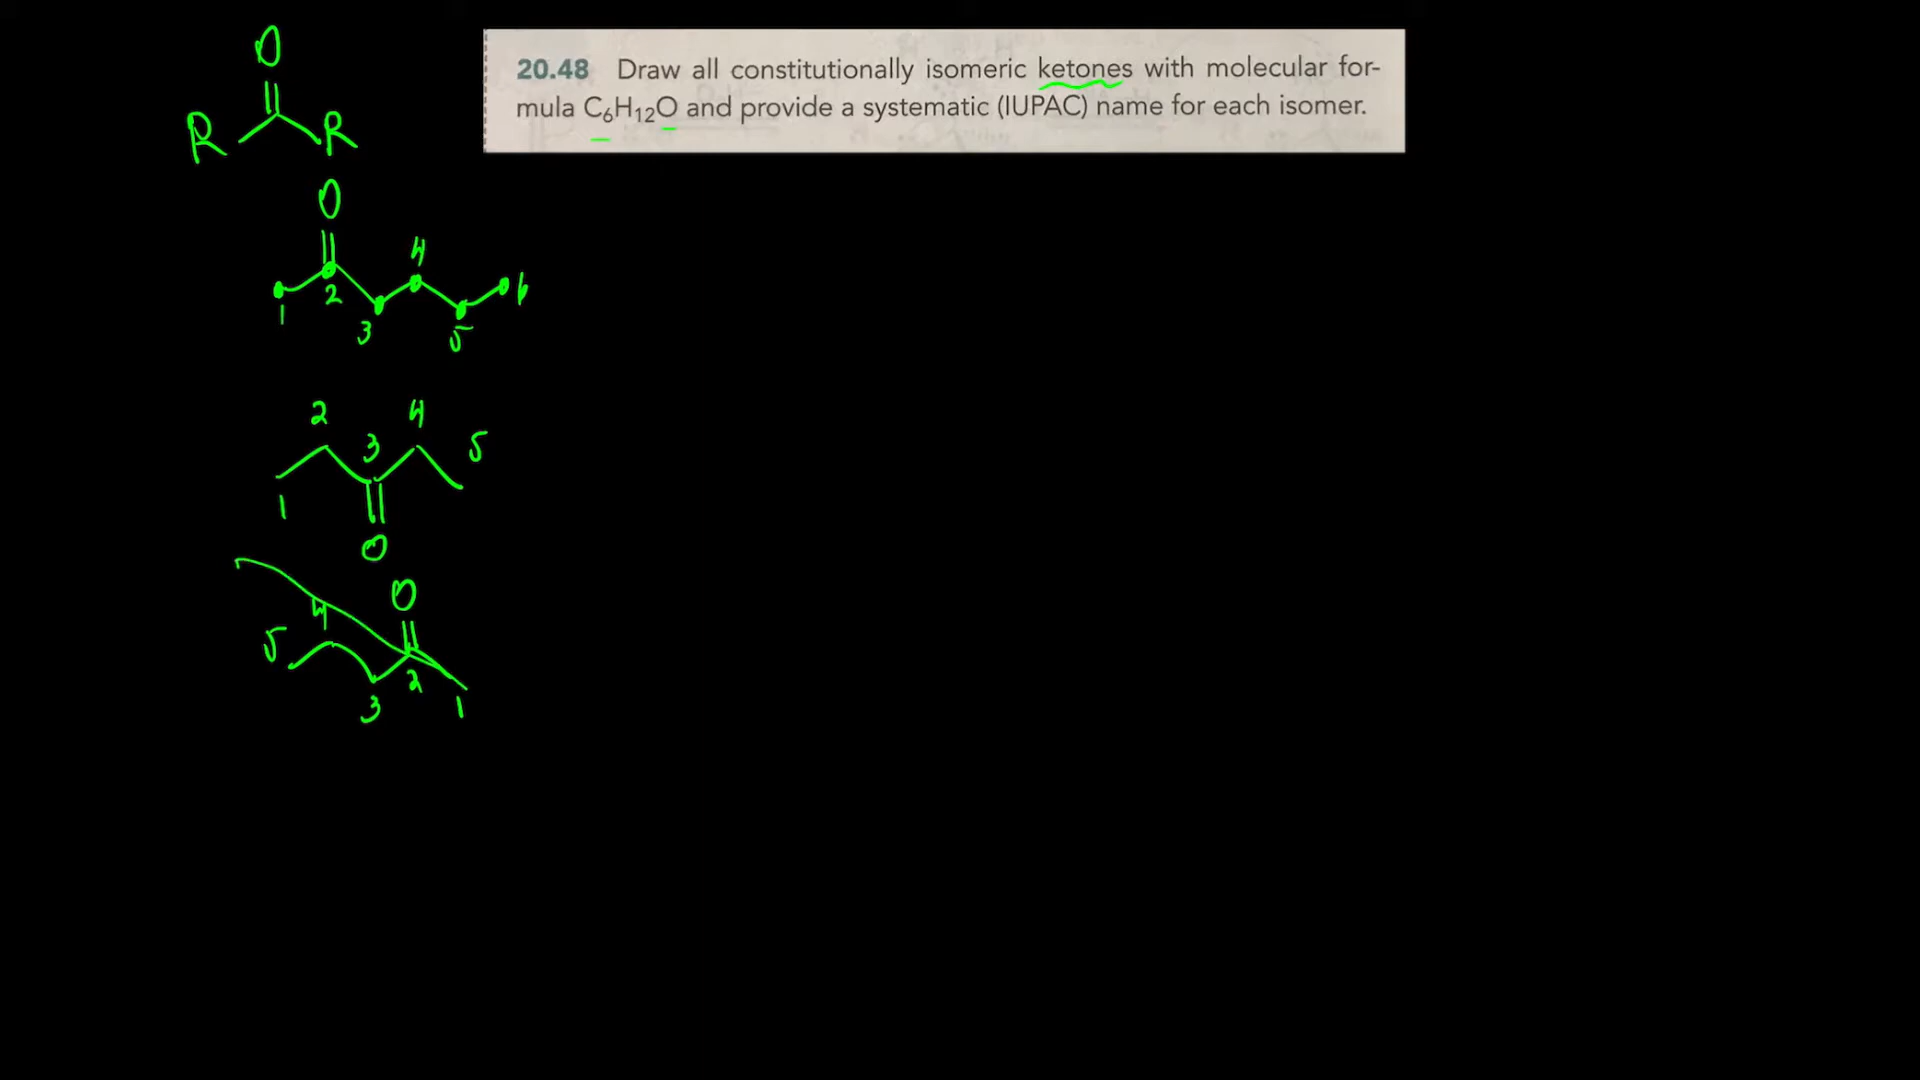 O
R R
20.48 Draw all constitutionally isomeric ketones with molecular for-
mula C₆H₁₂O and provide a systematic (IUPAC) name for each isomer.
O
4
1 2 3 5 6
2 4
3 5
1
O
O
4
5
2
3 1